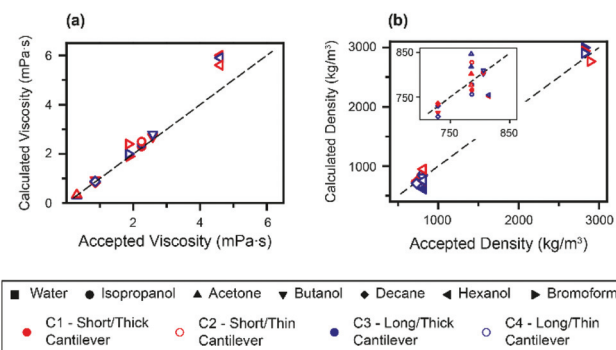 (a)
Calculated Viscosity (mPa·s)
6
4
2
0
0
2
4
6
Accepted Viscosity (mPa·s)
(b)
Calculated Density (kg/m³)
3000
2000
1000
850
750
750
850
1000
2000
3000
Accepted Density (kg/m³)
Water
Isopropanol
Acetone
Butanol
Decane
Hexanol
Bromoform
C1 - Short/Thick
Cantilever
C2 - Short/Thin
Cantilever
C3 - Long/Thick
Cantilever
C4 - Long/Thin
Cantilever